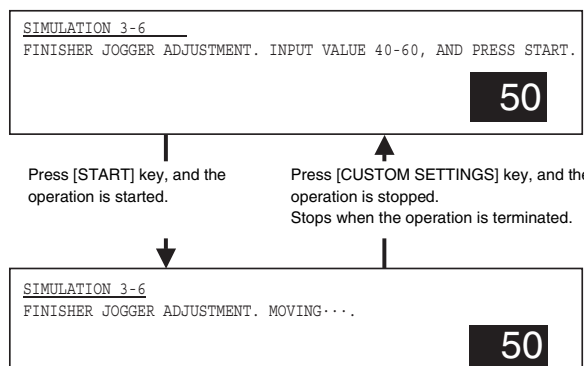 SIMULATION 3-6
FINISHER JOGGER ADJUSTMENT. INPUT VALUE 40-60, AND PRESS START.
50
Press [START] key, and the
operation is started.
Press [CUSTOM SETTINGS] key, and the
operation is stopped.
Stops when the operation is terminated.
SIMULATION 3-6
FINISHER JOGGER ADJUSTMENT. MOVING···.
50